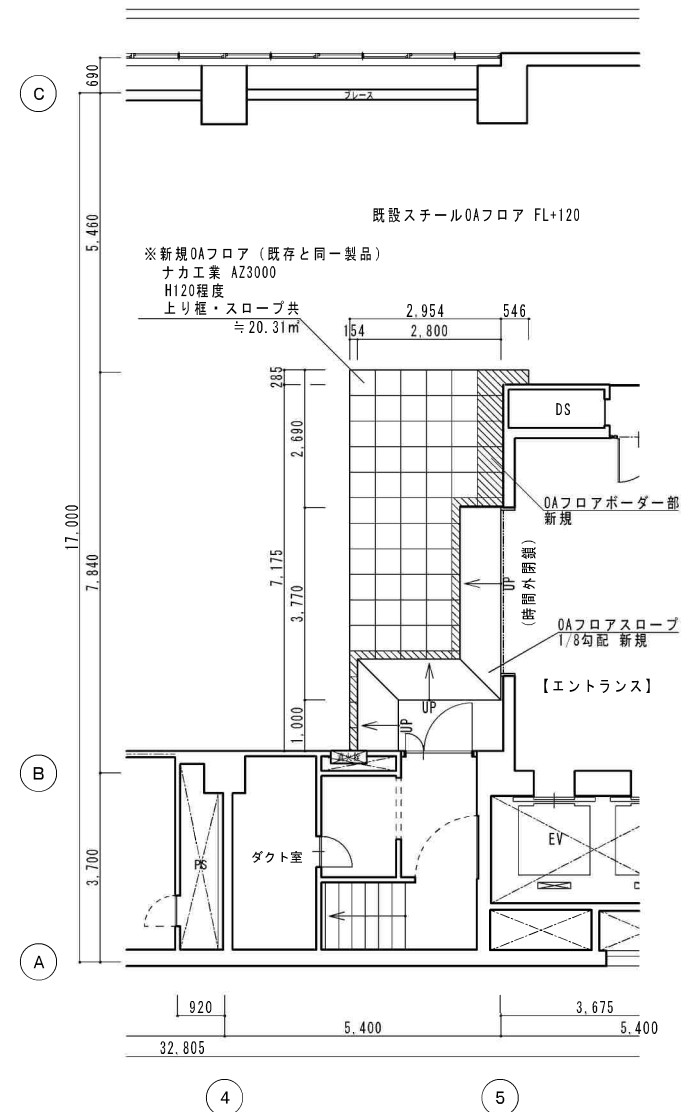 690
C
ブレース
既設スチールOAフロア FL+120
5,460
※新規OAフロア（既存と同一製品）
ナカ工業 AZ3000
H120程度
上り框・スロープ共
≒20.31㎡
2,954
546
154
2,800
285
2,690
DS
OAフロアボーダー部
新規
17,000
7,840
7,175
3,770
UP
(時間外閉鎖)
OAフロアスロープ
1/8勾配 新規
【エントランス】
UP
UP
1,000
B
3,700
PS
ダクト室
EV
A
920
3,675
5,400
5,400
32,805
4
5